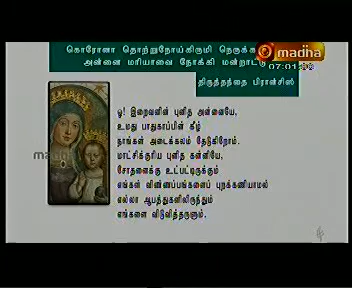 கொரோனா தொற்றுநோய்கிருமி நெருக்க
அன்னை மரியாவை நோக்கி மன்றாட்டு
madha
07:01
திருத்தந்தை பிரான்சிஸ்
ஓ! இறைவனின் புனித அன்னையே,
உமது பாதுகாப்பின் கீழ்
நாங்கள் அடைக்கலம் தேடுகிறோம்.
மாட்சிக்குரிய புனித கன்னியே,
சோதனைக்கு உட்பட்டிருக்கும்
எங்கள் விண்ணப்பங்களைப் புறக்கணியாமல்
எல்லா ஆபத்துகளிலிருந்தும்
எங்களை விடுவித்தருளும்.